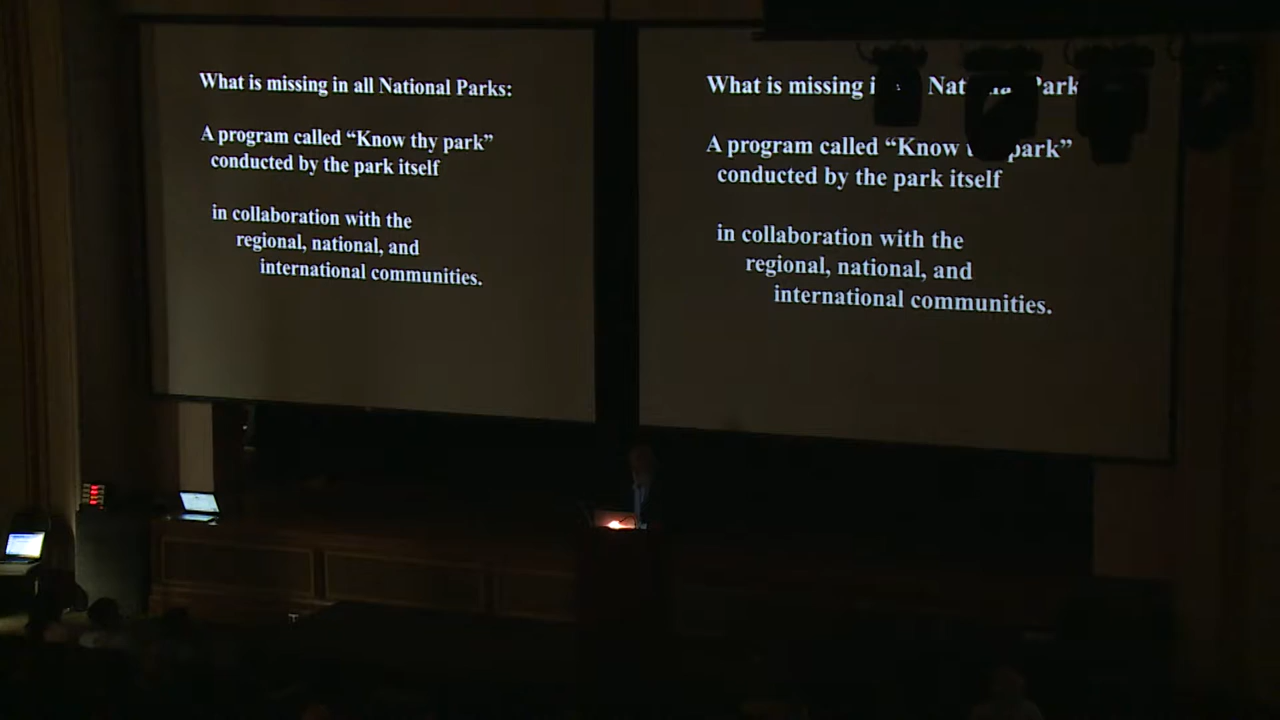 What is missing in all National Parks:
A program called “Know thy park”
conducted by the park itself
in collaboration with the
regional, national, and
international communities.
What is missing i Nat Park
A program called “Know park”
conducted by the park itself
in collaboration with the
regional, national, and
international communities.